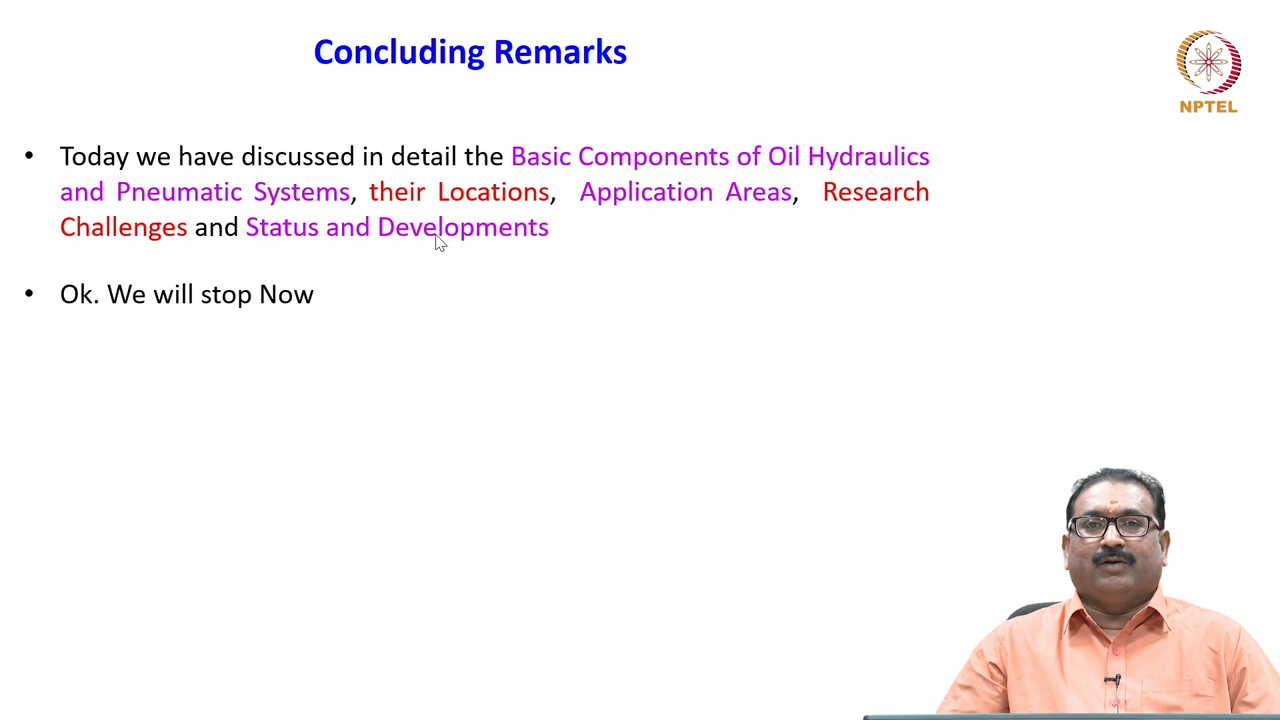 Concluding Remarks
NPTEL
• Today we have discussed in detail the Basic Components of Oil Hydraulics
and Pneumatic Systems, their Locations, Application Areas, Research
Challenges and Status and Developments
• Ok. We will stop Now